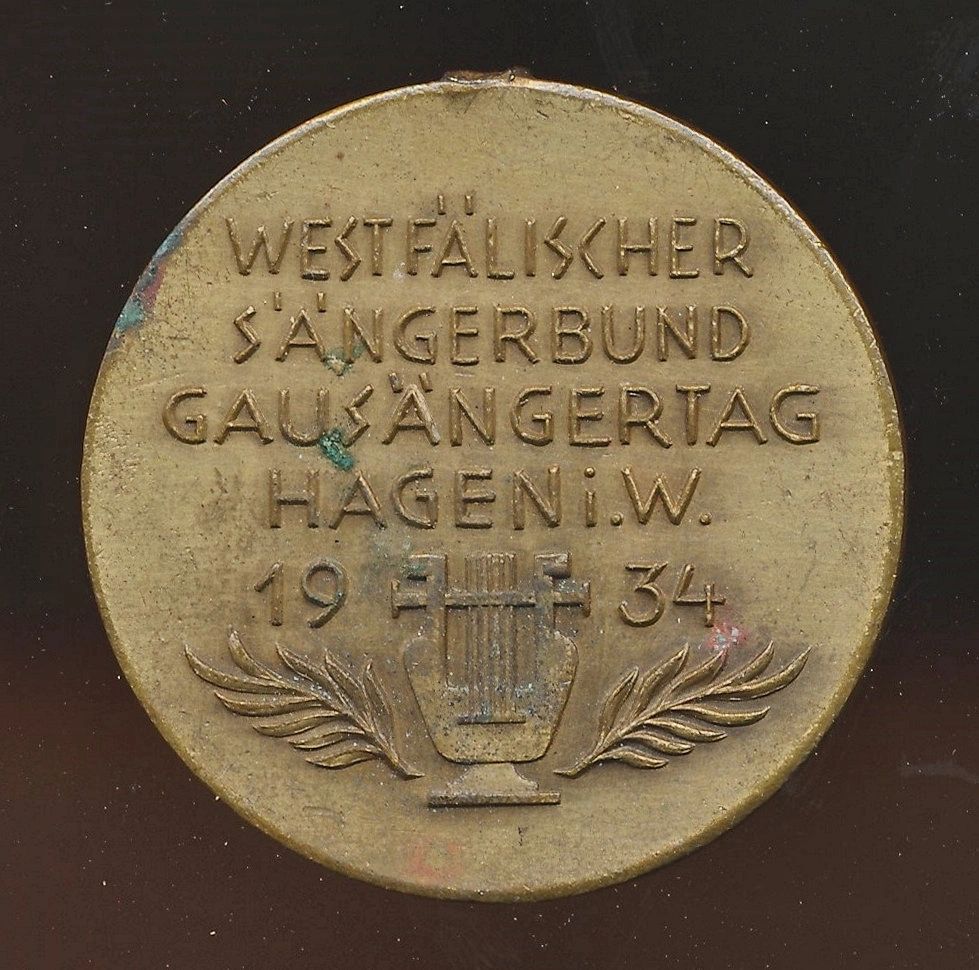 WESTFÄLISCHER
SÄNGERBUND
GAUSÄNGERTAG
HAGEN i. W.
19 34